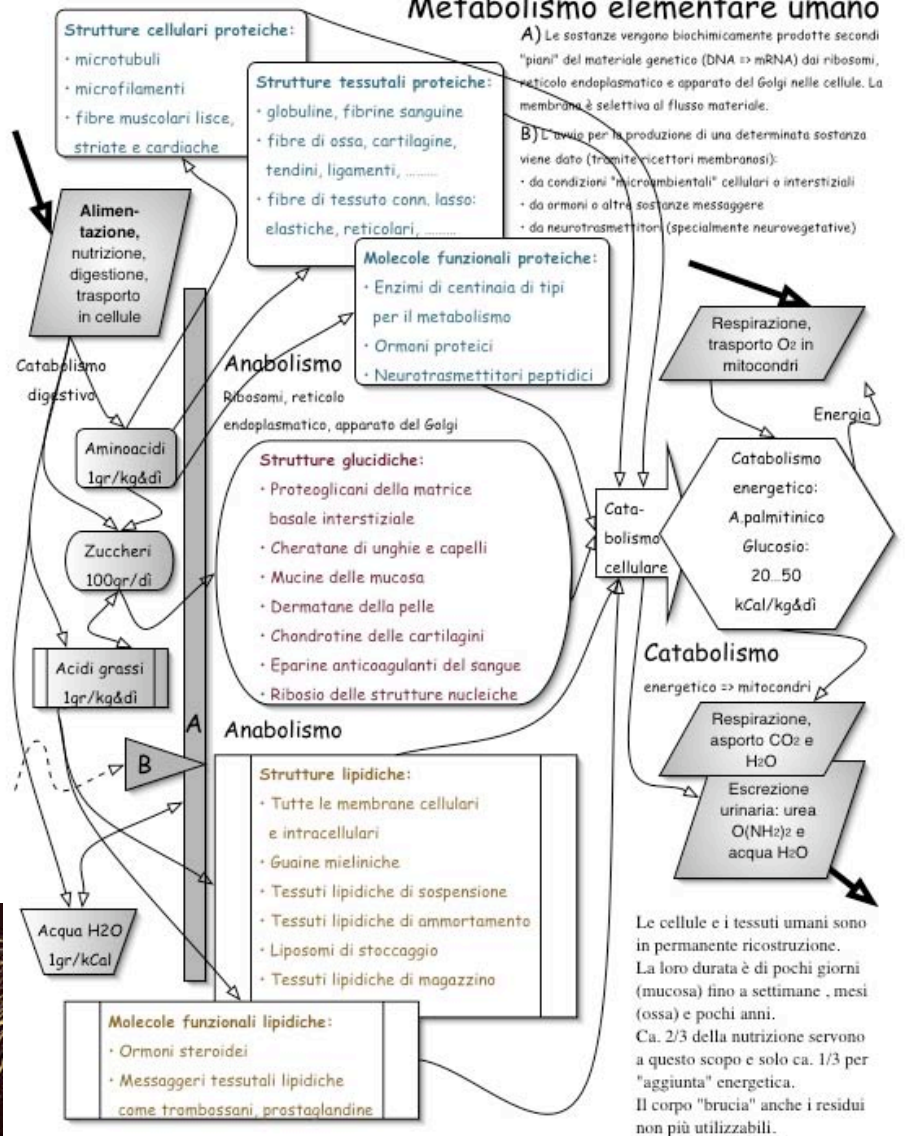 Metabolismo elementare umano
A) Le sostanze vengono biochimicamente prodotte secondi
"piani" del materiale genetico (DNA => mRNA) dai ribosomi,
reticolo endoplasmatico e apparato del Golgi nelle cellule. La
membrana è selettiva al flusso materiale.
B) L'avvio per la produzione di una determinata sostanza
viene dato (tramite ricettori membranosi):
• da condizioni "microambientali" cellulari o interstiziali
• da ormoni o altre sostanze messaggere
• da neurotrasmettitori (specialmente neurovegetative)
Strutture cellulari proteiche:
• microtubuli
• microfilamenti
• fibre muscolari lisce,
striate e cardiache
Strutture tessutali proteiche:
• globuline, fibrine sanguine
• fibre di ossa, cartilagine,
tendini, ligamenti, ........
• fibre di tessuto conn. lasso:
elastiche, reticolari, ........
Molecole funzionali proteiche:
• Enzimi di centinaia di tipi
per il metabolismo
• Ormoni proteici
• Neurotrasmettitori peptidici
Alimen-
tazione,
nutrizione,
digestione,
trasporto
in cellule
Catabolismo
digestivo
Aminoacidi
1gr/kg&dì
Zuccheri
100gr/dì
Acidi grassi
1gr/kg&dì
Acqua H2O
1gr/kCal
A
B
Anabolismo
Ribosomi, reticolo
endoplasmatico, apparato del Golgi
Strutture glucidiche:
• Proteoglicani della matrice
basale interstiziale
• Cheratane di unghie e capelli
• Mucine delle mucosa
• Dermatane della pelle
• Chondrotine delle cartilagini
• Eparine anticoagulanti del sangue
• Ribosio delle strutture nucleiche
Anabolismo
Strutture lipidiche:
• Tutte le membrane cellulari
e intracellulari
• Guaine mieliniche
• Tessuti lipidiche di sospensione
• Tessuti lipidiche di ammortamento
• Liposomi di stoccaggio
• Tessuti lipidiche di magazzino
Molecole funzionali lipidiche:
• Ormoni steroidei
• Messaggeri tessutali lipidiche
come trombossani, prostaglandine
Respirazione,
trasporto O2 in
mitocondri
Energia
Cata-
bolismo
cellulare
Catabolismo
energetico:
A.palmitinico
Glucosio:
20...50
kCal/kg&dì
Catabolismo
energetico => mitocondri
Respirazione,
asporto CO2 e
H2O
Escrezione
urinaria: urea
O(NH2)2 e
acqua H2O
Le cellule e i tessuti umani sono
in permanente ricostruzione.
La loro durata è di pochi giorni
(mucosa) fino a settimane , mesi
(ossa) e pochi anni.
Ca. 2/3 della nutrizione servono
a questo scopo e solo ca. 1/3 per
"aggiunta" energetica.
Il corpo "brucia" anche i residui
non più utilizzabili.